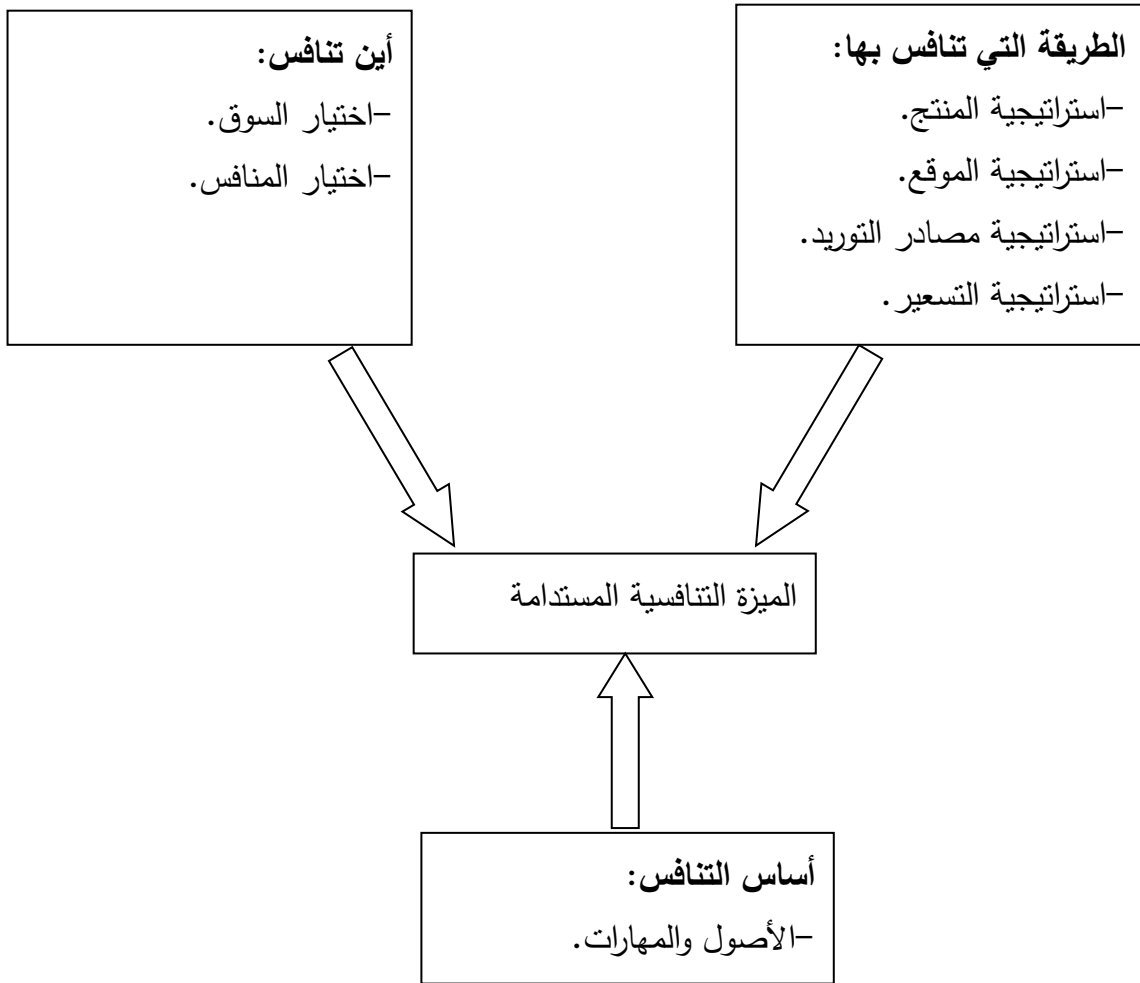 الطريقة التي تنافس بها:
-استراتيجية المنتج.
-استراتيجية الموقع.
-استراتيجية مصادر التوريد.
-استراتيجية التسعير.
أين تنافس:
-اختيار السوق.
-اختيار المنافس.
الميزة التنافسية المستدامة
أساس التنافس:
-الأصول والمهارات.